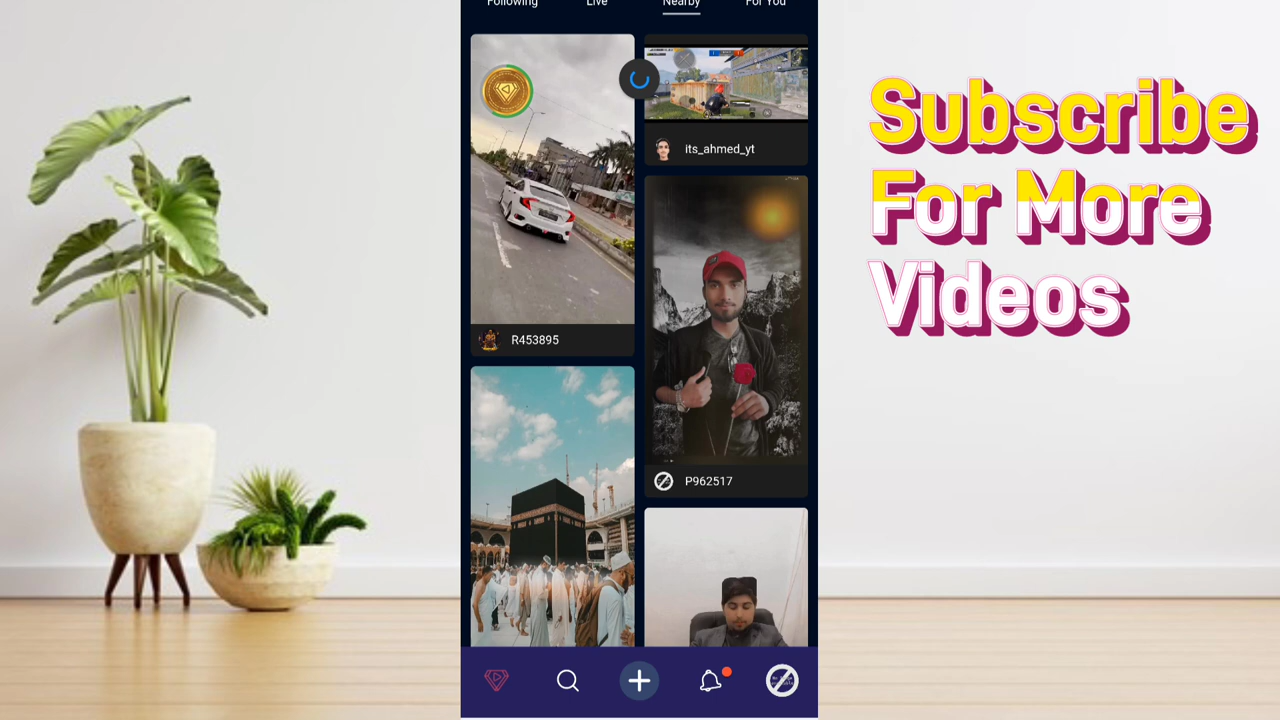 Following
Live
Nearby
For You
its_ahmed_yt
R453895
P962517
Subscribe
For More
Videos